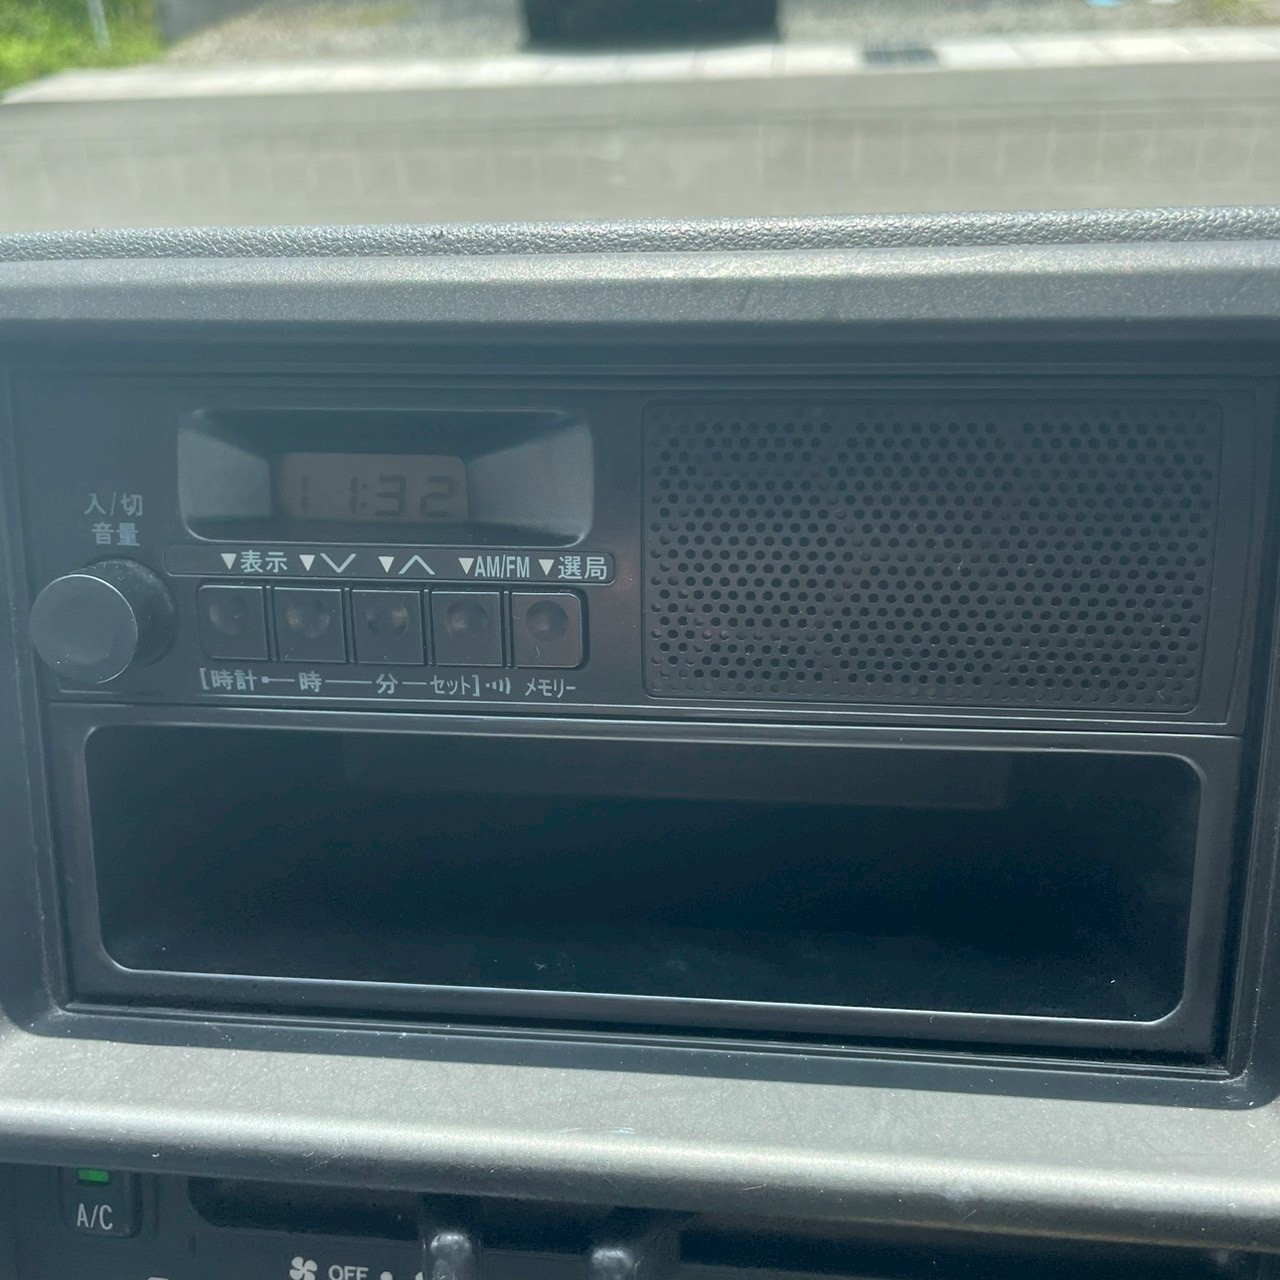 入/切
音量
11:32
▼表示 ▼∨ ▼∧ ▼AM/FM ▼選局
[時計 時 分 セット] メモリー
A/C
OFF